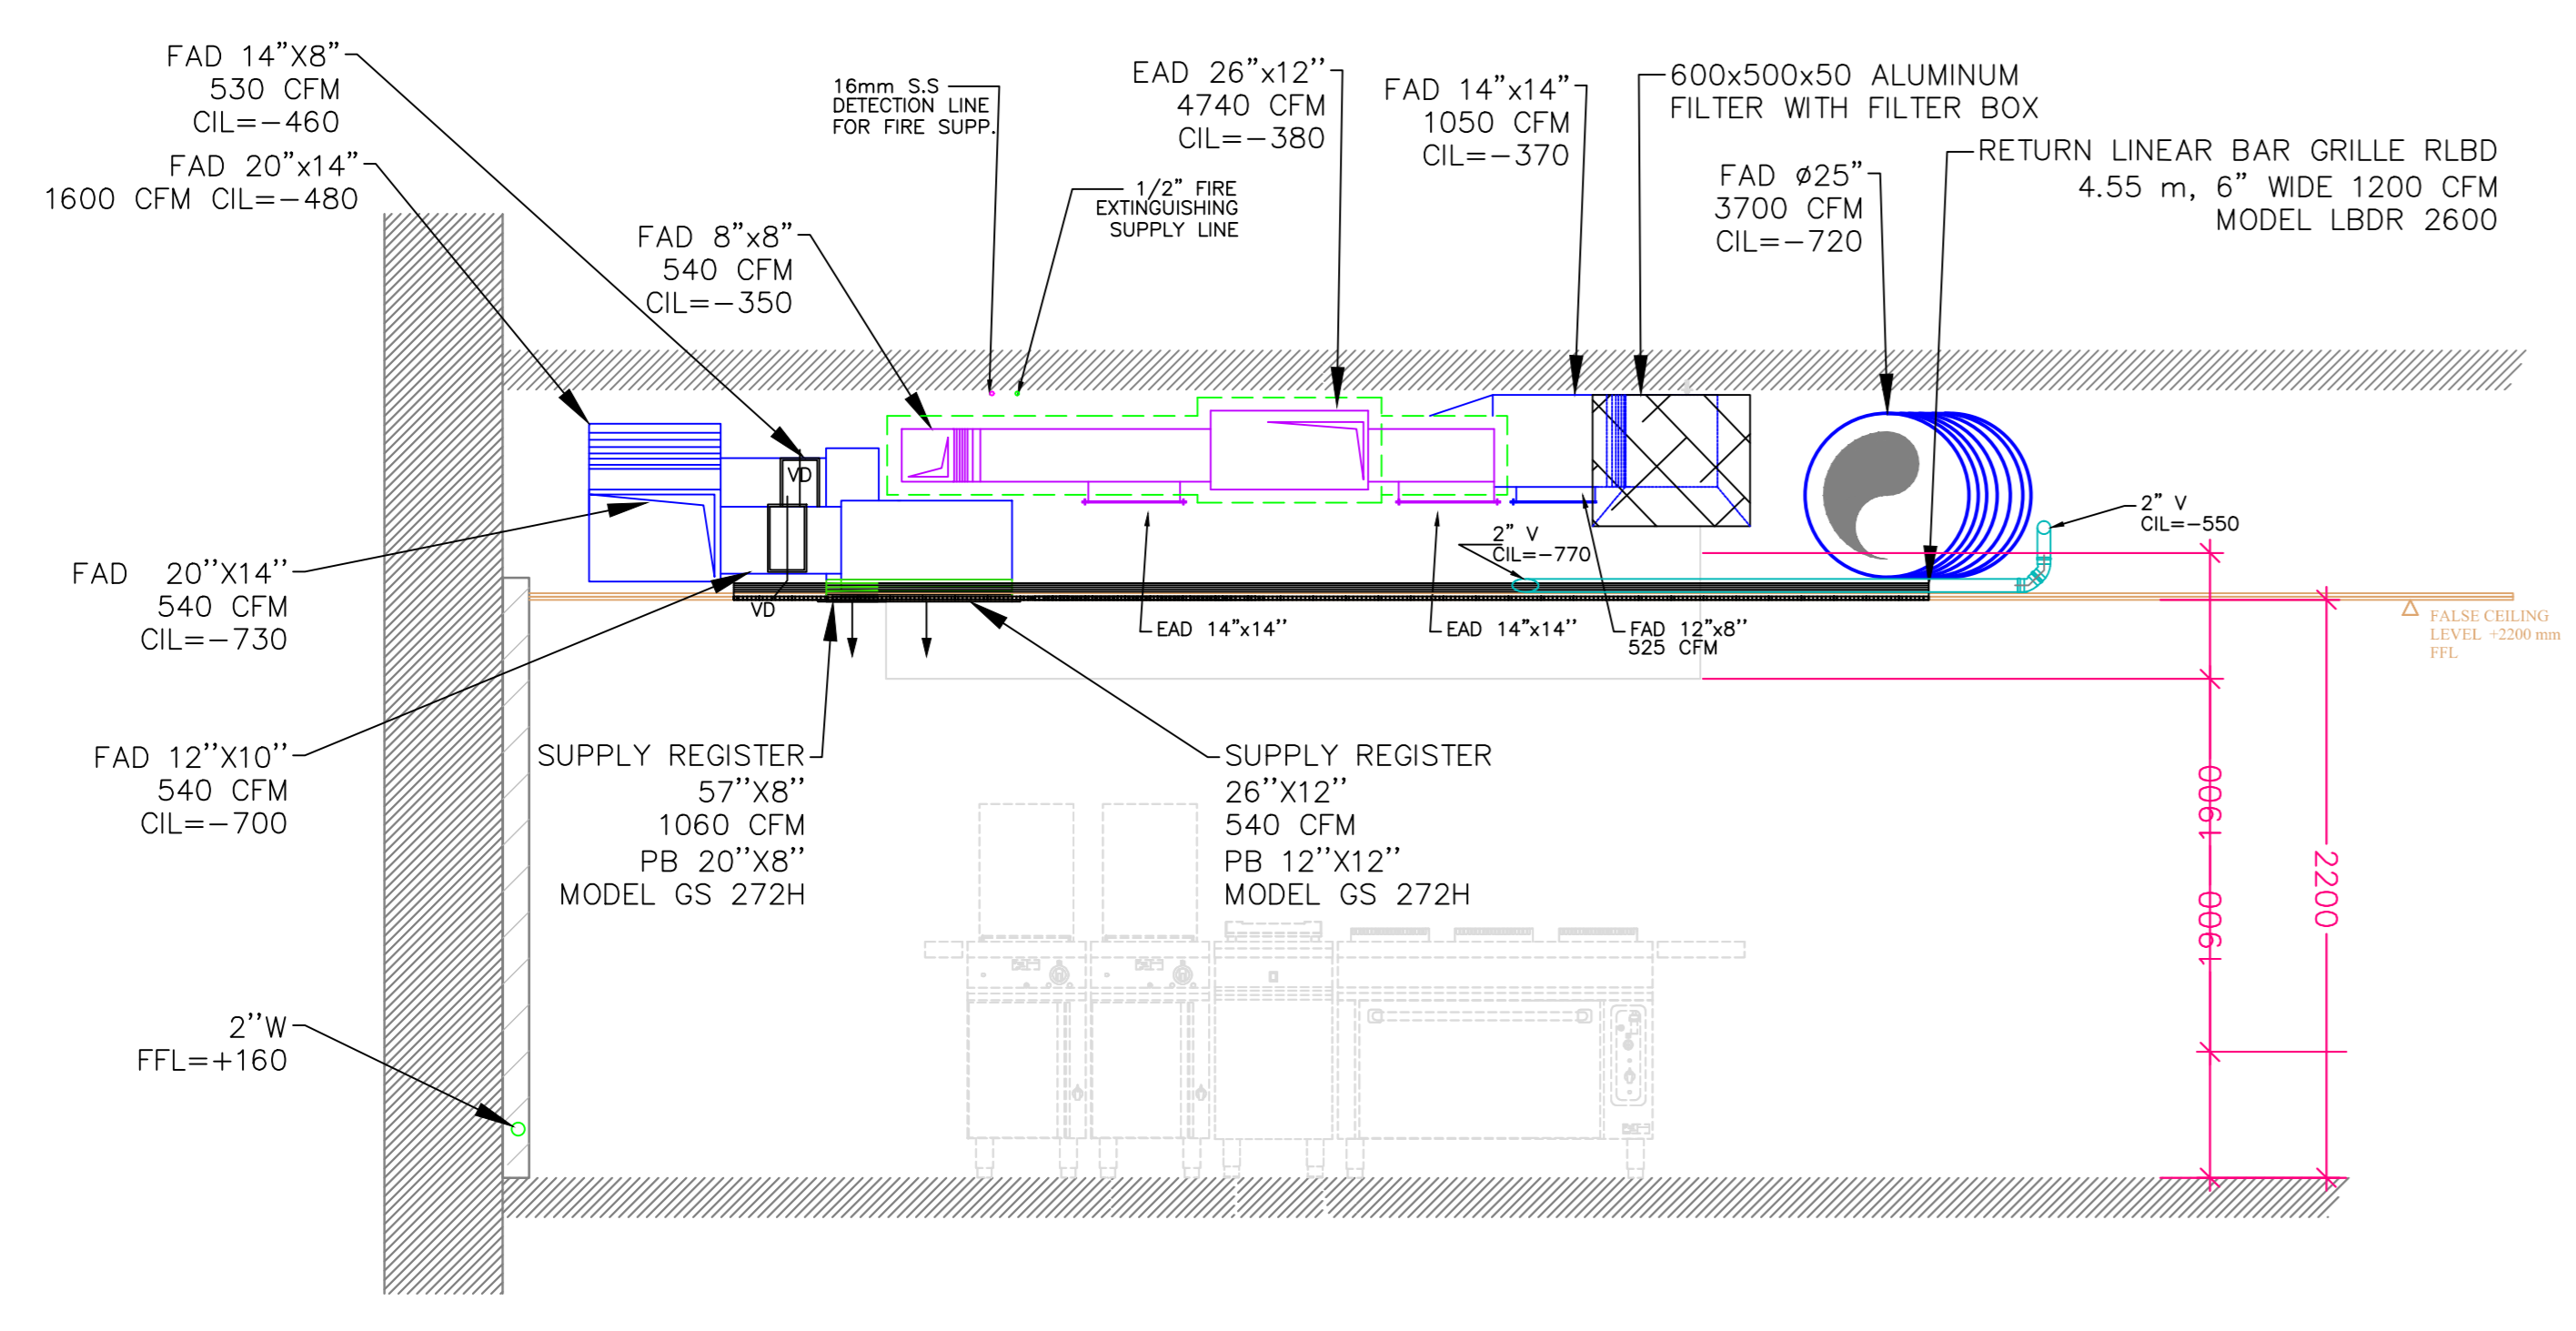 FAD 14”X8”
530 CFM
CIL=−460
FAD 20”x14”
1600 CFM CIL=−480
16mm S.S
DETECTION LINE
FOR FIRE SUPP.
1/2” FIRE
EXTINGUISHING
SUPPLY LINE
FAD 8”x8”
540 CFM
CIL=−350
EAD 26”x12’’
4740 CFM
CIL=−380
FAD 14”x14”
1050 CFM
CIL=−370
600x500x50 ALUMINUM
FILTER WITH FILTER BOX
RETURN LINEAR BAR GRILLE RLBD
4.55 m, 6” WIDE 1200 CFM
MODEL LBDR 2600
FAD ø25”
3700 CFM
CIL=−720
VD
VD
2” V
CIL=−770
2” V
CIL=−550
FAD 20’’X14’’
540 CFM
CIL=−730
EAD 14”x14’’
EAD 14”x14’’
FAD 12”x8’’
525 CFM
FALSE CEILING
LEVEL +2200 mm
FFL
FAD 12’’X10’’
540 CFM
CIL=−700
SUPPLY REGISTER
57’’X8’’
1060 CFM
PB 20’’X8’’
MODEL GS 272H
SUPPLY REGISTER
26’’X12’’
540 CFM
PB 12’’X12’’
MODEL GS 272H
1900
1900
2200
2’’W
FFL=+160